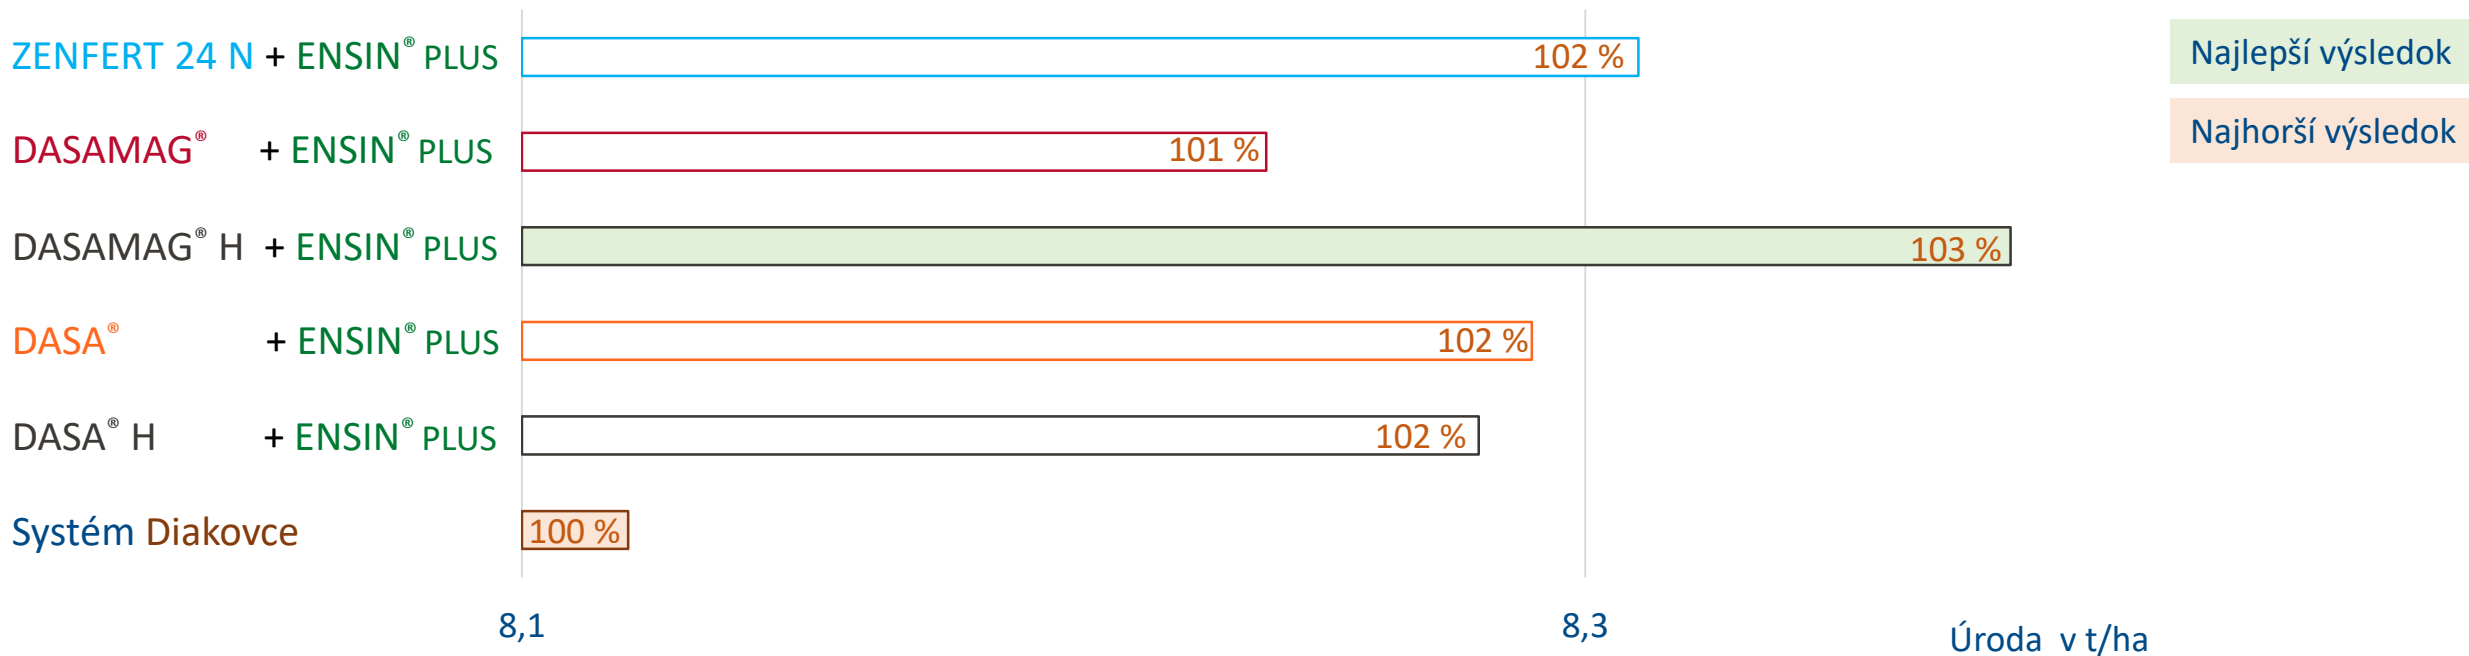 ZENFERT 24 N + ENSIN® PLUS 102 %
DASAMAG® + ENSIN® PLUS 101 %
DASAMAG® H + ENSIN® PLUS 103 %
DASA® + ENSIN® PLUS 102 %
DASA® H + ENSIN® PLUS 102 %
Systém Diakovce 100 %
8,1 8,3
Úroda v t/ha
Najlepší výsledok
Najhorší výsledok